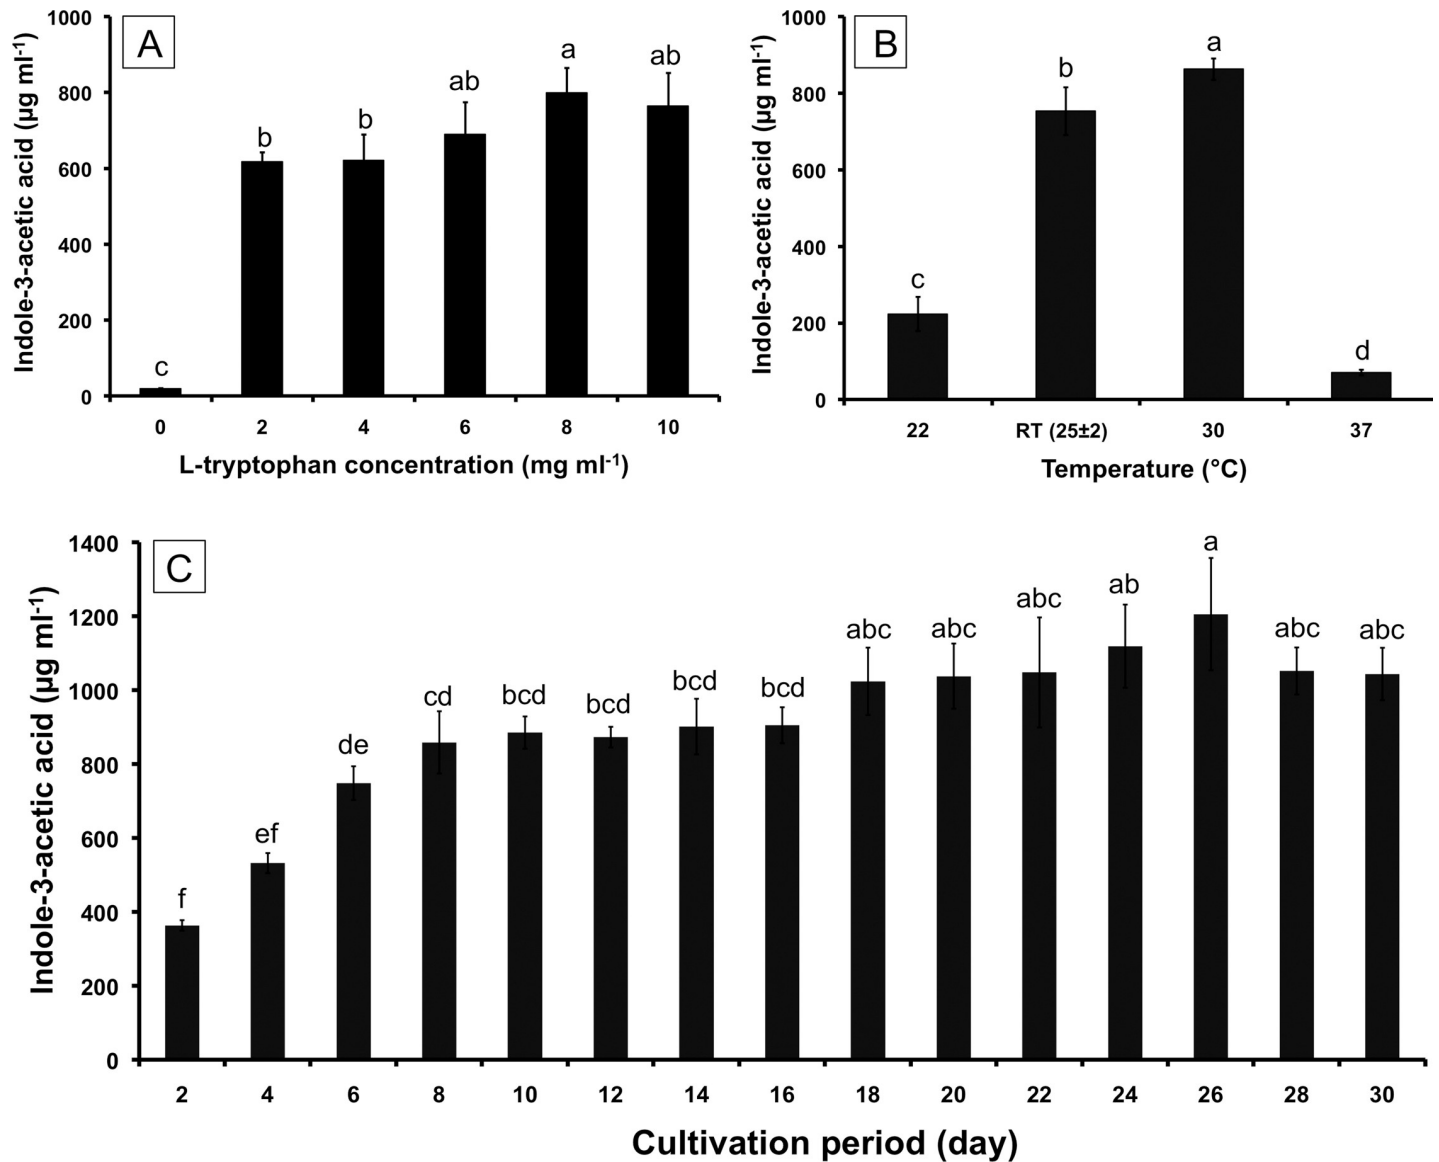 A
Indole-3-acetic acid (µg ml-1)
1000
800
600
400
200
0
c
b
b
ab
a
ab
0 2 4 6 8 10
L-tryptophan concentration (mg ml-1)
B
Indole-3-acetic acid (µg ml-1)
1000
800
600
400
200
0
c
b
a
d
22 RT (25±2) 30 37
Temperature (°C)
C
Indole-3-acetic acid (µg ml-1)
1400
1200
1000
800
600
400
200
0
f
ef
de
cd
bcd
bcd
bcd
bcd
abc
abc
abc
ab
a
abc
abc
2 4 6 8 10 12 14 16 18 20 22 24 26 28 30
Cultivation period (day)